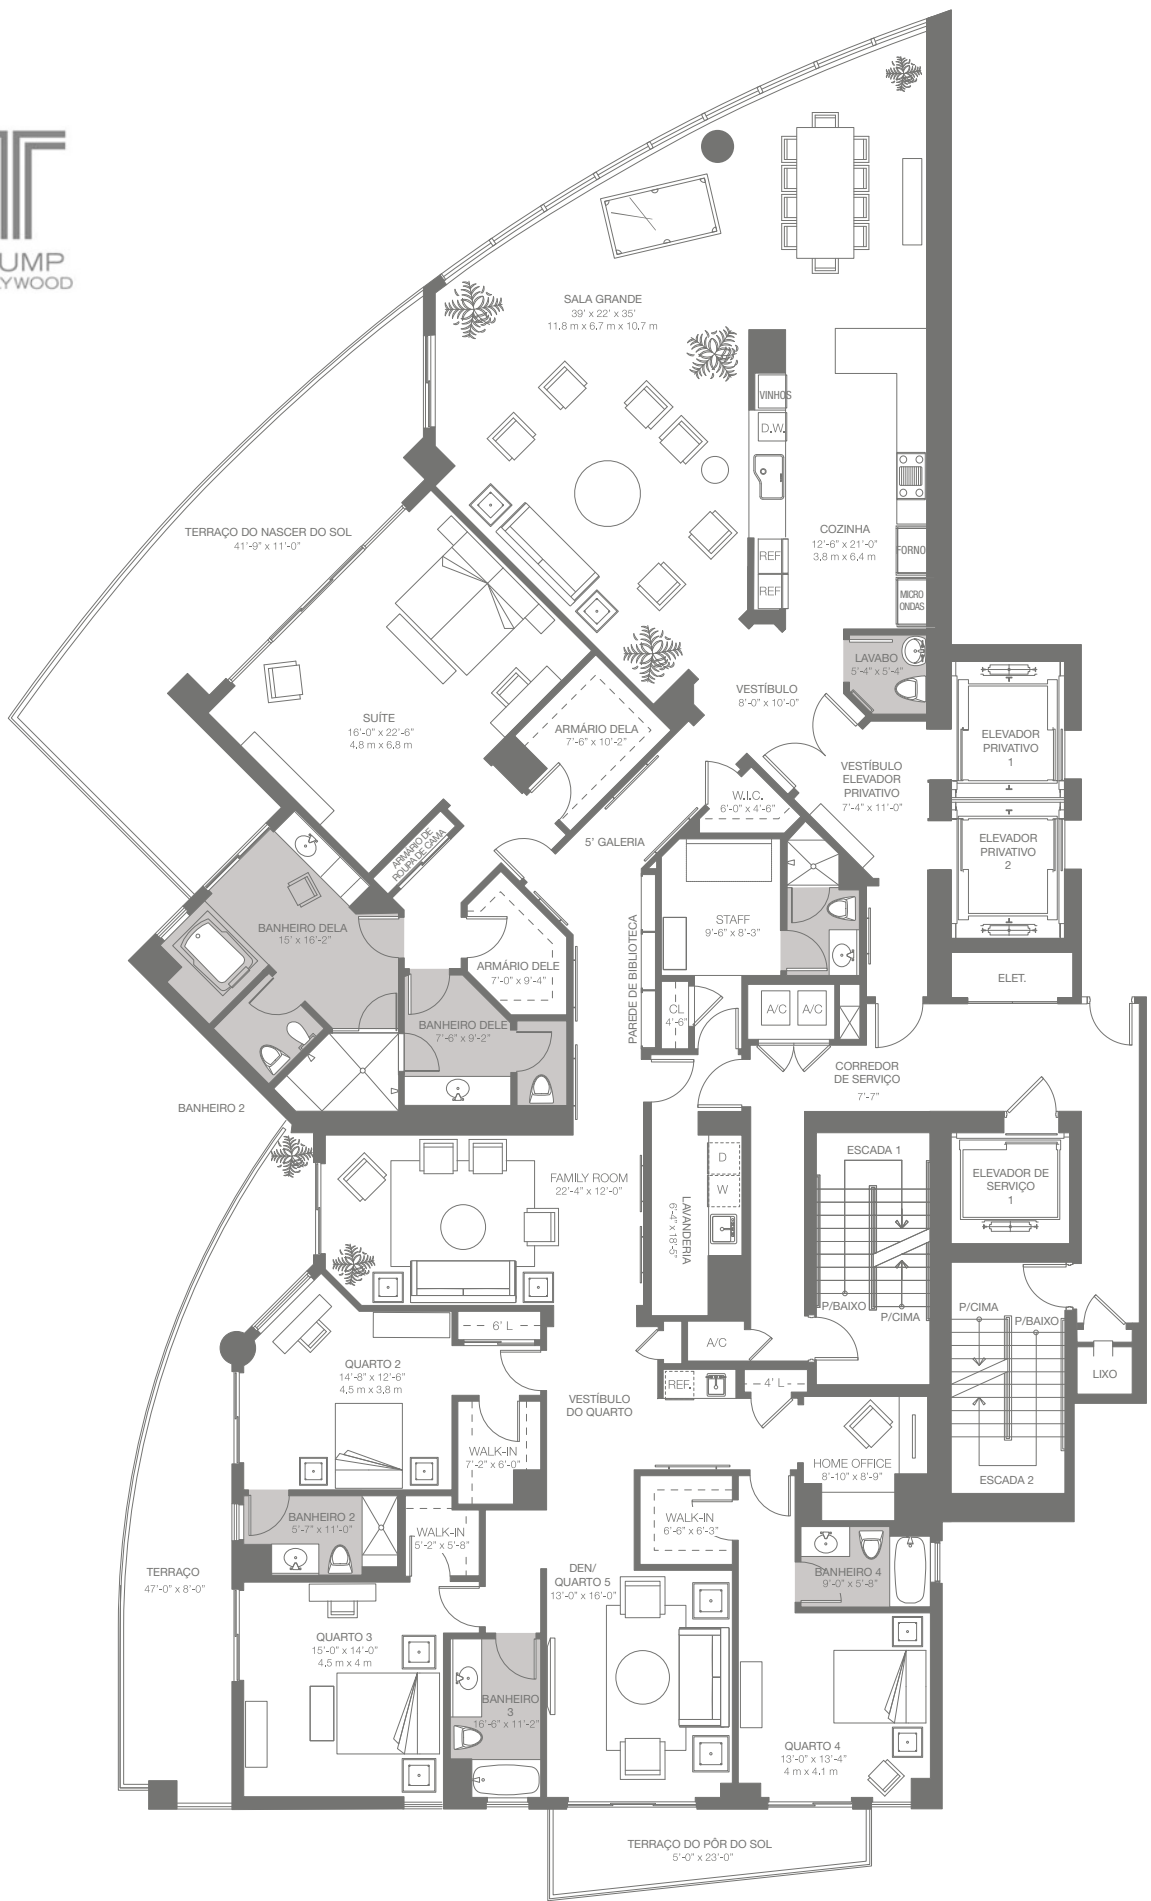 UMP
YWOOD
SALA GRANDE
39' x 22' x 35'
11.8 m x 6.7 m x 10.7 m
VINHOS
D.W.
COZINHA
12'-6" x 21'-0"
3,8 m x 6,4 m
REF
FORNO
REF
MICRO
ONDAS
TERRAÇO DO NASCER DO SOL
41'-9" x 11'-0"
LAVABO
5'-4" x 5'-4"
VESTÍBULO
8'-0" x 10'-0"
SUÍTE
16'-0" x 22'-6"
4,8 m x 6,8 m
ARMÁRIO DELA
7'-6" x 10'-2"
ELEVADOR
PRIVATIVO
1
VESTÍBULO
ELEVADOR
PRIVATIVO
7'-4" x 11'-0"
W.I.C.
6'-0" x 4'-6"
5' GALERIA
ARMÁRIO DE
ROUPA DE CAMA
ELEVADOR
PRIVATIVO
2
BANHEIRO DELA
15' x 16'-2"
STAFF
9'-6" x 8'-3"
PAREDE DE BIBLIOTECA
ARMÁRIO DELE
7'-0" x 9'-4"
ELET.
CL
4'-6"
A/C
A/C
BANHEIRO DELE
7'-6" x 9'-2"
CORREDOR
DE SERVIÇO
7'-7"
BANHEIRO 2
ESCADA 1
D
W
FAMILY ROOM
22'-4" x 12'-0"
ELEVADOR DE
SERVIÇO
1
LAVANDERIA
6'-4" x 18'-5"
P/BAIXO
P/CIMA
P/CIMA
P/BAIXO
6' L
A/C
QUARTO 2
14'-8" x 12'-6"
4,5 m x 3,8 m
LIXO
REF.
4' L
VESTÍBULO
DO QUARTO
WALK-IN
7'-2" x 6'-0"
HOME OFFICE
8'-10" x 8'-9"
ESCADA 2
BANHEIRO 2
5'-7" x 11'-0"
WALK-IN
5'-2" x 5'-8"
WALK-IN
6'-6" x 6'-3"
TERRAÇO
47'-0" x 8'-0"
DEN/
QUARTO 5
13'-0" x 16'-0"
BANHEIRO 4
9'-0" x 5'-8"
QUARTO 3
15'-0" x 14'-0"
4,5 m x 4 m
BANHEIRO
3
16'-6" x 11'-2"
QUARTO 4
13'-0" x 13'-4"
4 m x 4.1 m
TERRAÇO DO PÔR DO SOL
5'-0" x 23'-0"